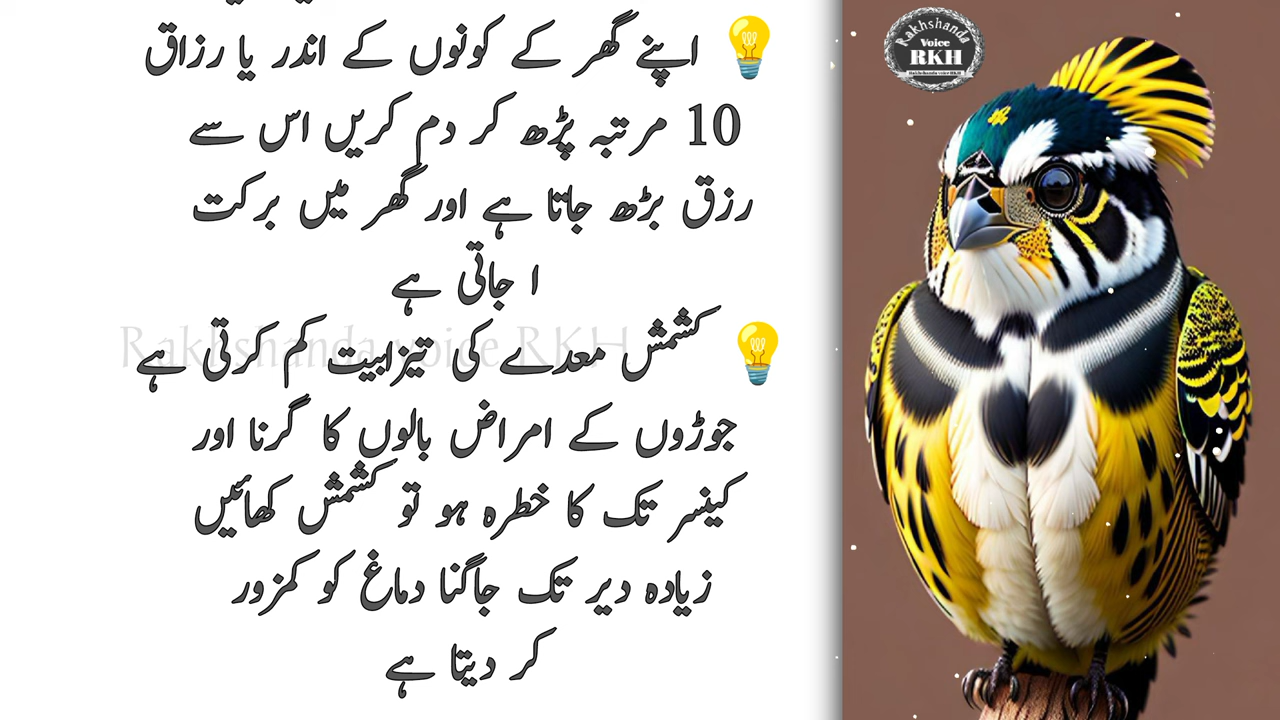 اپنے گھر کے کونوں کے اندر یا رزاق
10 مرتبہ پڑھ کر دم کریں اس سے
رزق بڑھ جاتا ہے اور گھر میں برکت
ا جاتی ہے
کشمش معدے کی تیزابیت کم کرتی ہے
جوڑوں کے امراض بالوں کا گرنا اور
کینسر تک کا خطرہ ہو تو کشمش کھائیں
زیادہ دیر تک جاگنا دماغ کو کمزور
کر دیتا ہے
Rakhshanda voice RKH
Rakhshanda
Voice
RKH
Rakhshanda voice RKH